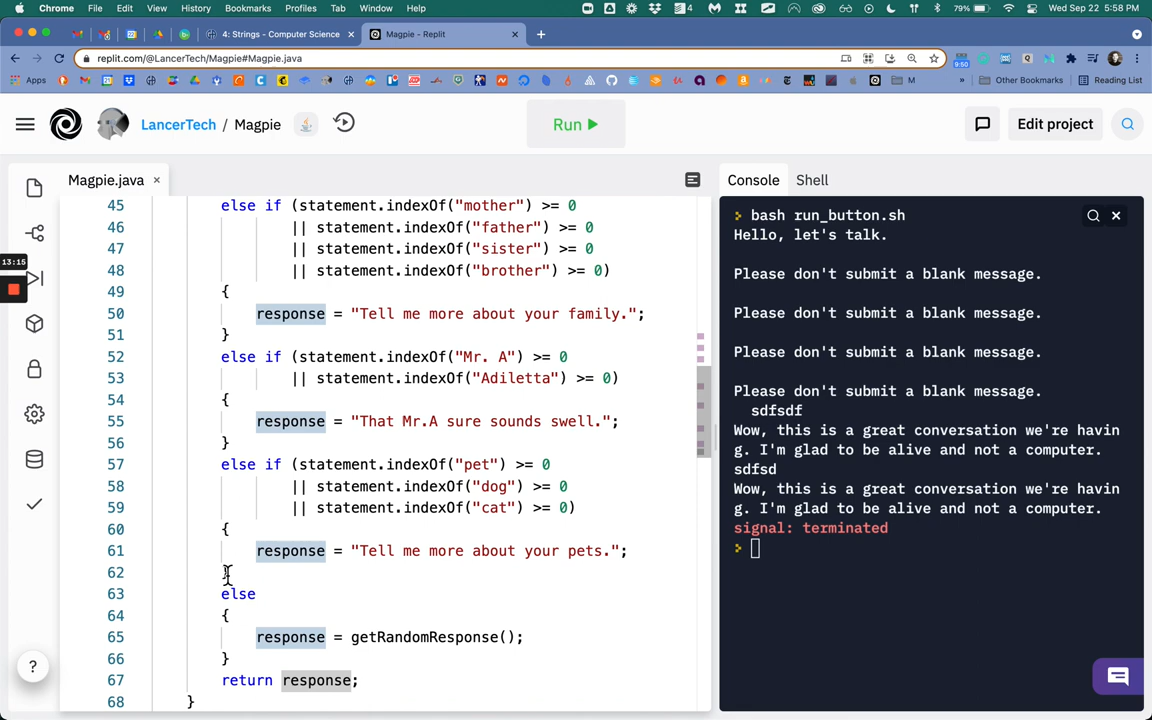 Chrome File Edit View History Bookmarks Profiles Tab Window Help 4 79% Wed Sep 22 5:58 PM
4: Strings - Computer Science
Magpie - Replit
replit.com/@LancerTech/Magpie#Magpie.java
Apps M » Other Bookmarks Reading List
9:60
LancerTech / Magpie
Run
Edit project
Magpie.java
Console Shell
13:15
45 else if (statement.indexOf("mother") >= 0
46 || statement.indexOf("father") >= 0
47 || statement.indexOf("sister") >= 0
48 || statement.indexOf("brother") >= 0)
49 {
50 response = "Tell me more about your family.";
51 }
52 else if (statement.indexOf("Mr. A") >= 0
53 || statement.indexOf("Adiletta") >= 0)
54 {
55 response = "That Mr.A sure sounds swell.";
56 }
57 else if (statement.indexOf("pet") >= 0
58 || statement.indexOf("dog") >= 0
59 || statement.indexOf("cat") >= 0)
60 {
61 response = "Tell me more about your pets.";
62 }
63 else
64 {
65 response = getRandomResponse();
66 }
67 return response;
68 }
bash run_button.sh
Hello, let's talk.
Please don't submit a blank message.
Please don't submit a blank message.
Please don't submit a blank message.
Please don't submit a blank message.
sdfsdf
Wow, this is a great conversation we're havin
g. I'm glad to be alive and not a computer.
sdfsd
Wow, this is a great conversation we're havin
g. I'm glad to be alive and not a computer.
signal: terminated
?